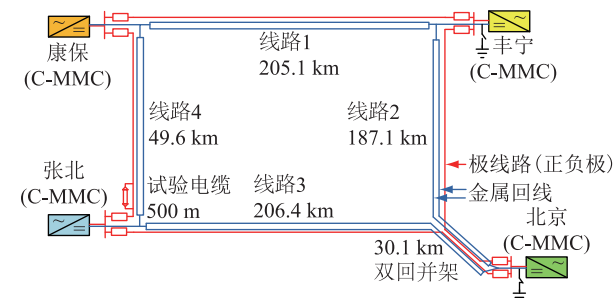 康保
(C-MMC)
线路1
205.1 km
丰宁
(C-MMC)
线路4
49.6 km
线路2
187.1 km
极线路(正负极)
张北
(C-MMC)
试验电缆
500 m
线路3
206.4 km
金属回线
北京
(C-MMC)
30.1 km
双回并架